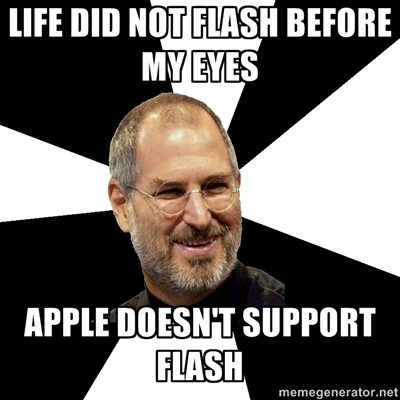 LIFE DID NOT FLASH BEFORE
MY EYES
APPLE DOESN'T SUPPORT
FLASH
memegenerator.net